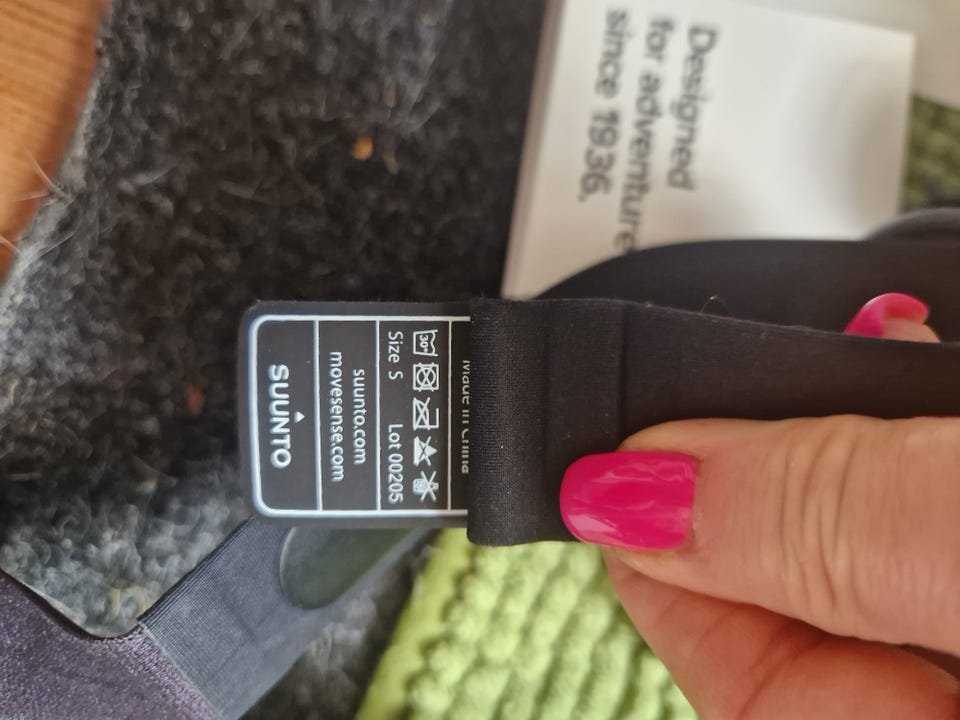 Designed
for adventure
since 1936.
Made in China
30°
Size S Lot 00205
suunto.com
movesense.com
SUUNTO